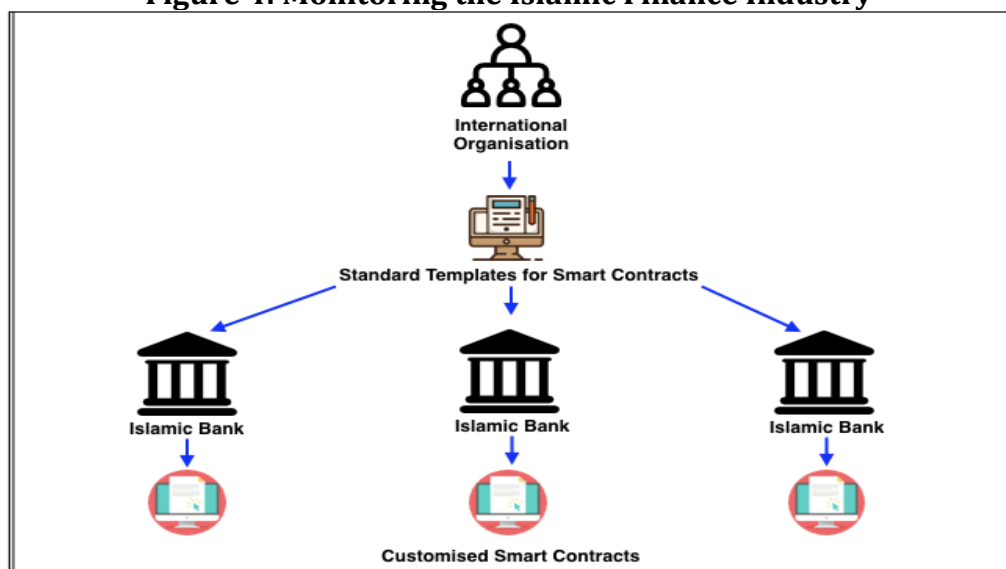 Figure Monitoring the Islamic Finance Industry
International
Organisation
Standard Templates for Smart Contracts
Islamic Bank
Islamic Bank
Islamic Bank
Customised Smart Contracts